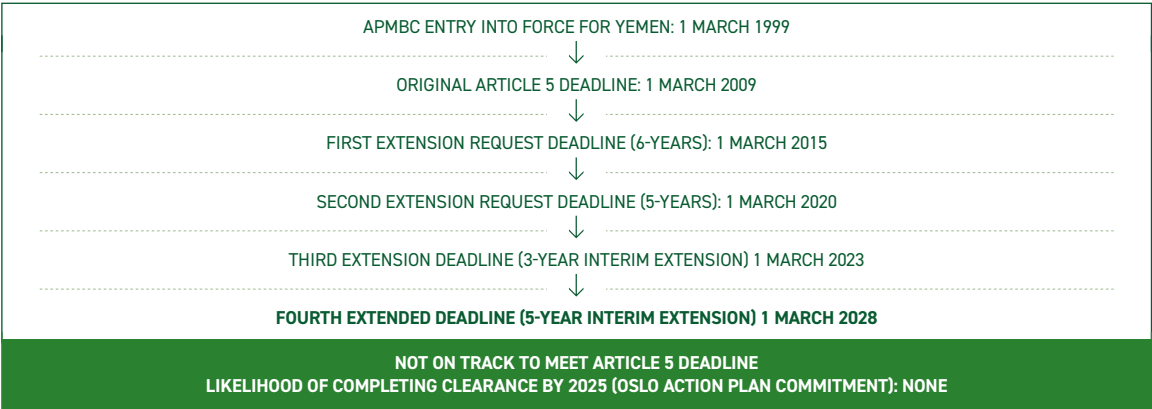 APMBC ENTRY INTO FORCE FOR YEMEN: 1 MARCH 1999
ORIGINAL ARTICLE 5 DEADLINE: 1 MARCH 2009
FIRST EXTENSION REQUEST DEADLINE (6-YEARS): 1 MARCH 2015
SECOND EXTENSION REQUEST DEADLINE (5-YEARS): 1 MARCH 2020
THIRD EXTENSION DEADLINE (3-YEAR INTERIM EXTENSION) 1 MARCH 2023
FOURTH EXTENDED DEADLINE (5-YEAR INTERIM EXTENSION) 1 MARCH 2028
NOT ON TRACK TO MEET ARTICLE 5 DEADLINE
LIKELIHOOD OF COMPLETING CLEARANCE BY 2025 (OSLO ACTION PLAN COMMITMENT): NONE